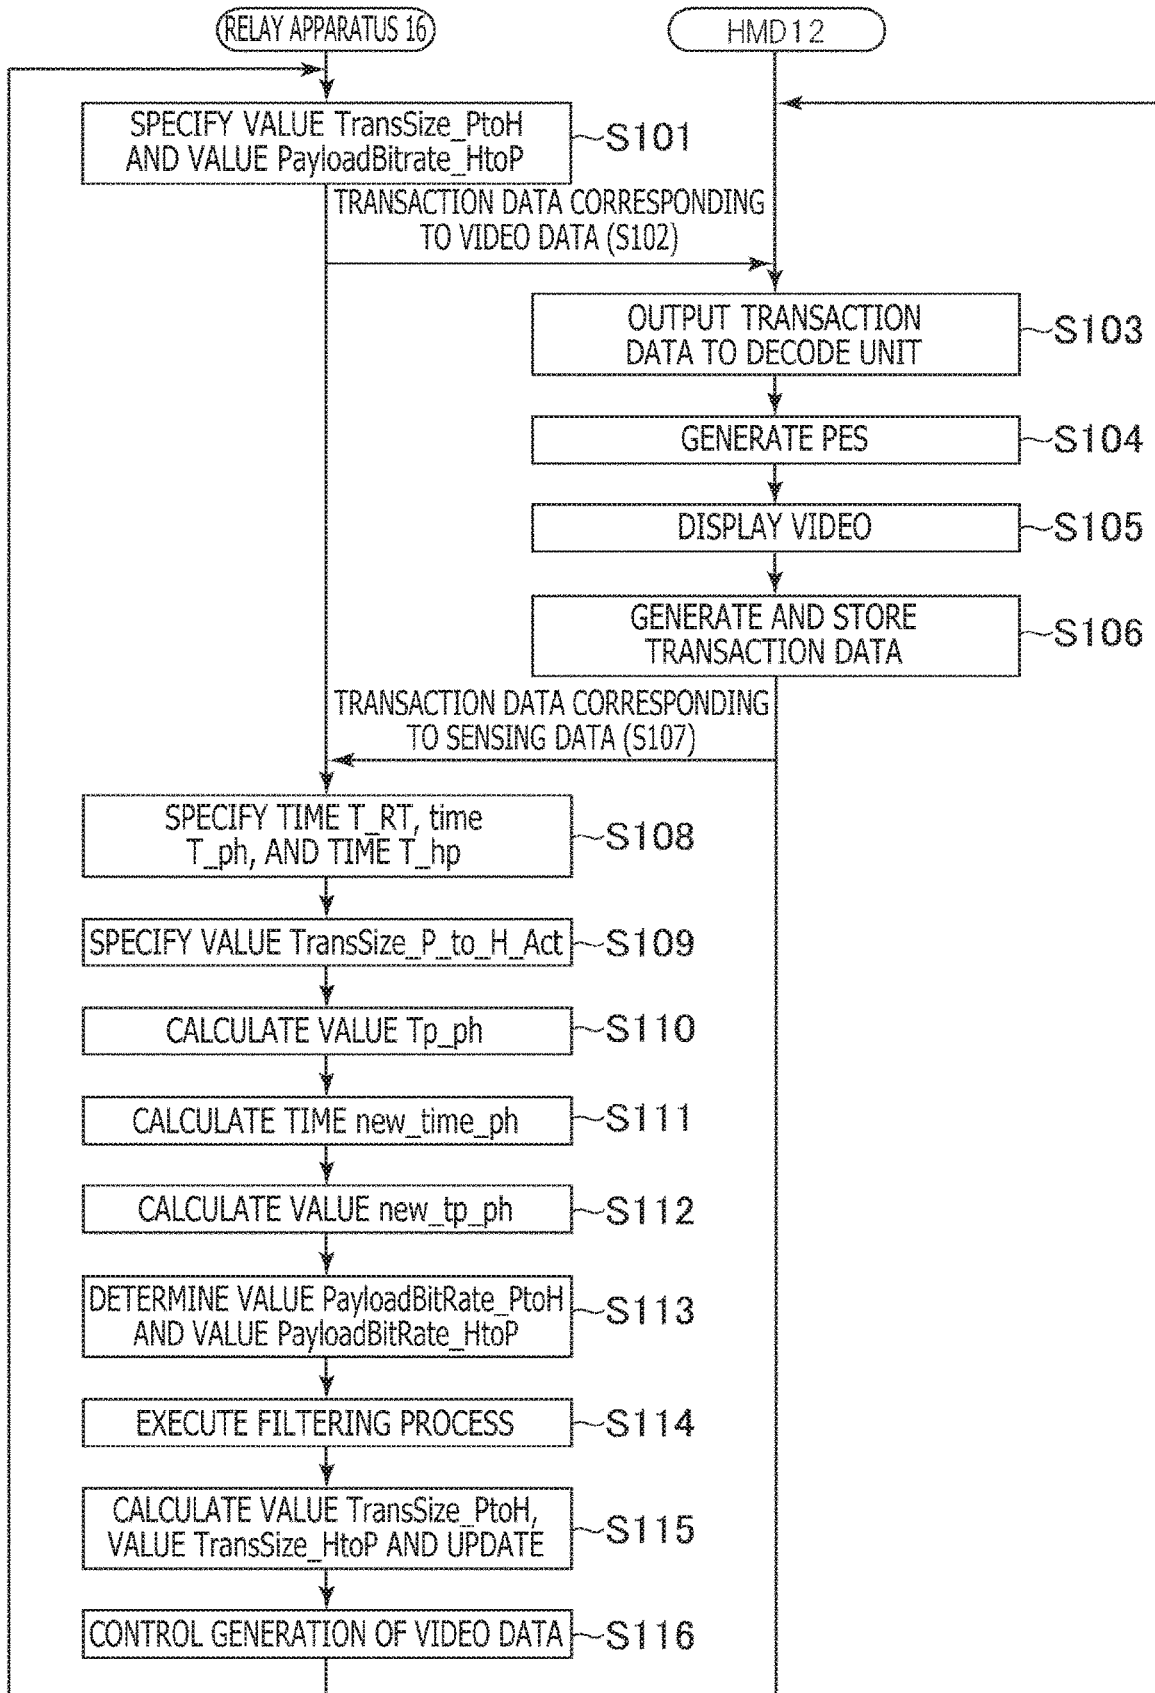 RELAY APPARATUS 16
HMD12
SPECIFY VALUE TransSize_PtoH
AND VALUE PayloadBitrate_HtoP
S101
TRANSACTION DATA CORRESPONDING
TO VIDEO DATA (S102)
OUTPUT TRANSACTION
DATA TO DECODE UNIT
S103
GENERATE PES
S104
DISPLAY VIDEO
S105
GENERATE AND STORE
TRANSACTION DATA
S106
TRANSACTION DATA CORRESPONDING
TO SENSING DATA (S107)
SPECIFY TIME T_RT, time
T_ph, AND TIME T_hp
S108
SPECIFY VALUE TransSize_P_to_H_Act
S109
CALCULATE VALUE Tp_ph
S110
CALCULATE TIME new_time_ph
S111
CALCULATE VALUE new_tp_ph
S112
DETERMINE VALUE PayloadBitRate_PtoH
AND VALUE PayloadBitRate_HtoP
S113
EXECUTE FILTERING PROCESS
S114
CALCULATE VALUE TransSize_PtoH,
VALUE TransSize_HtoP AND UPDATE
S115
CONTROL GENERATION OF VIDEO DATA
S116